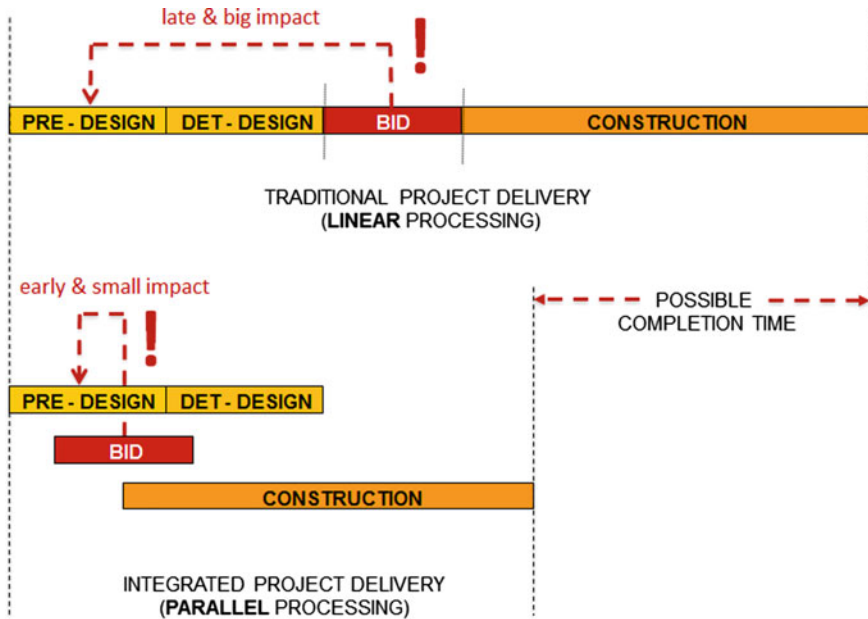 late & big impact
!
PRE - DESIGN DET - DESIGN BID CONSTRUCTION
TRADITIONAL PROJECT DELIVERY
(LINEAR PROCESSING)
early & small impact
!
POSSIBLE
COMPLETION TIME
PRE - DESIGN DET - DESIGN
BID
CONSTRUCTION
INTEGRATED PROJECT DELIVERY
(PARALLEL PROCESSING)